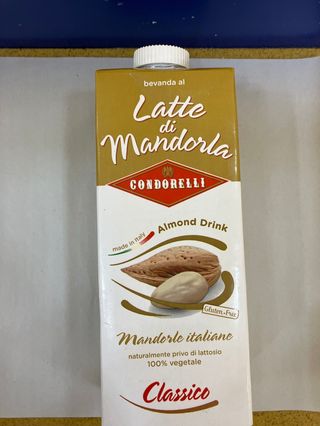 bevanda al
Latte
di
Mandorla
CONDORELLI
made in Italy
Almond Drink
Gluten-Free
Mandorle italiane
naturalmente privo di lattosio
100% vegetale
Classico